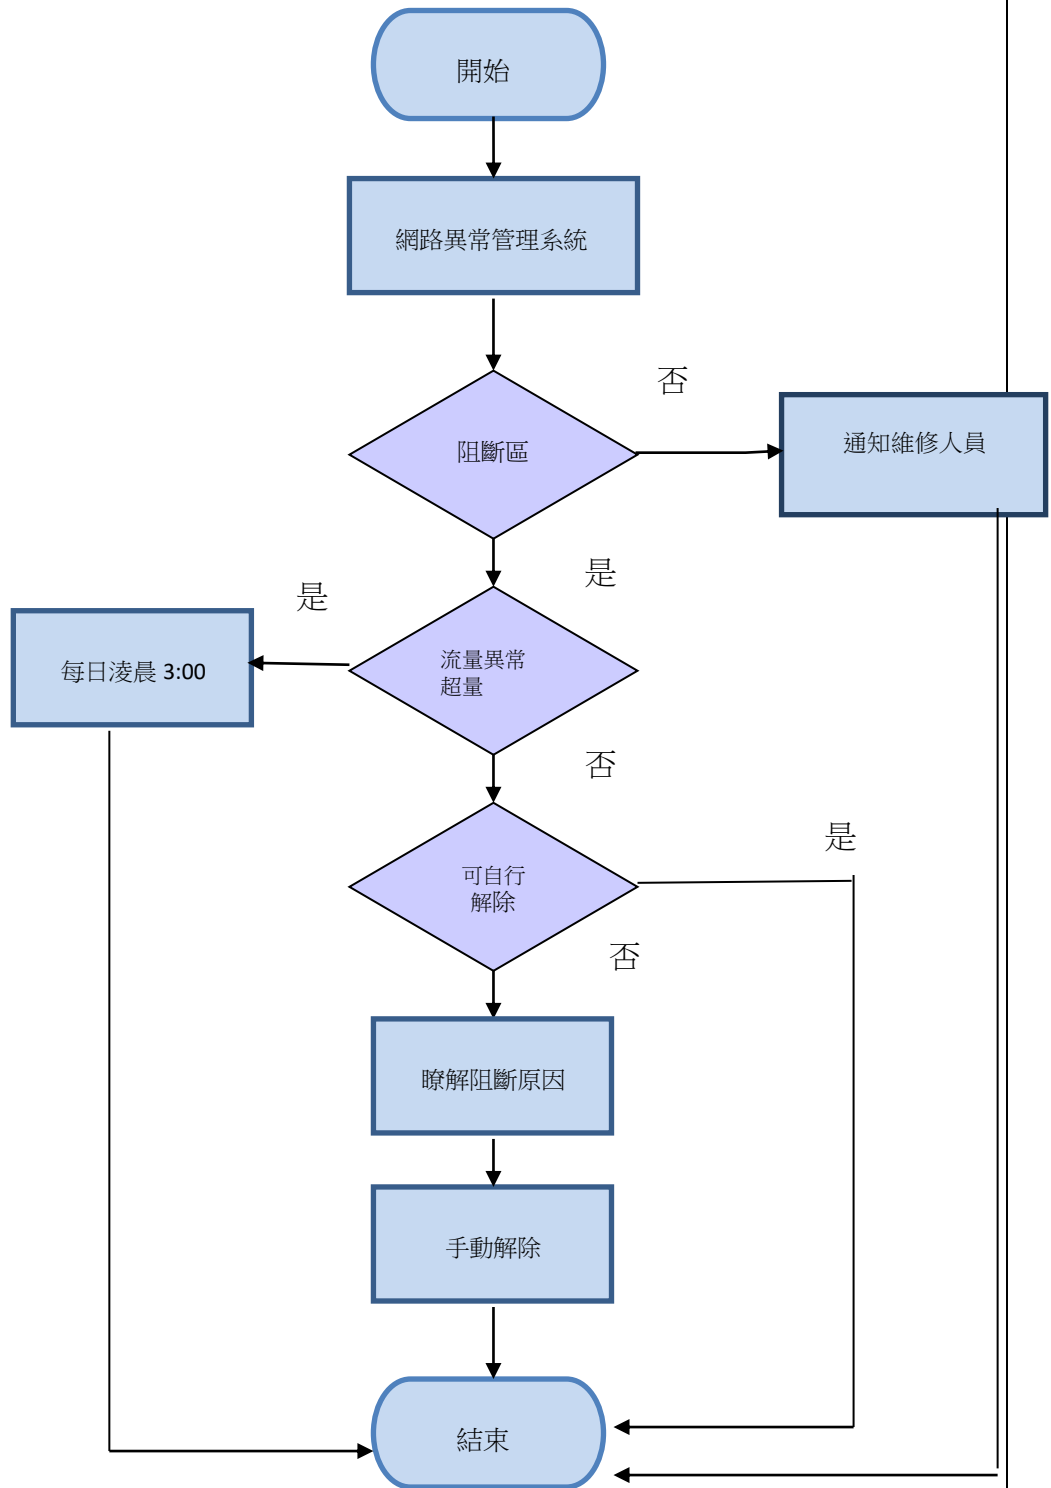 開始
網路異常管理系統
否
阻斷區
通知維修人員
是
是
流量異常
超量
每日淩晨 3:00
否
是
可自行
解除
否
瞭解阻斷原因
手動解除
結束